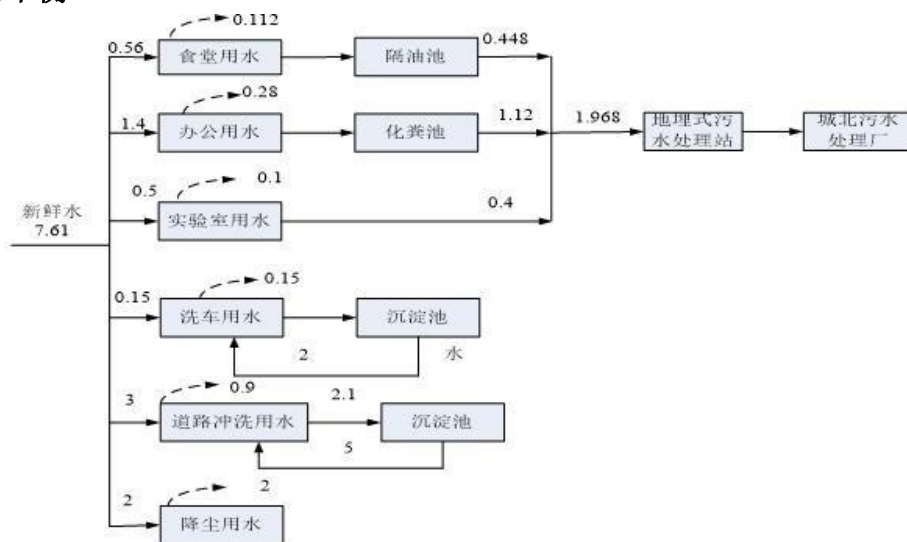 0.112
0.56
食堂用水
隔油池
0.448
0.28
1.4
办公用水
化粪池
1.12
1.968
地埋式污
水处理站
城北污水
处理厂
0.1
0.5
实验室用水
0.4
新鲜水
7.61
0.15
0.15
洗车用水
沉淀池
2
水
0.9
3
道路冲洗用水
2.1
沉淀池
5
2
2
降尘用水